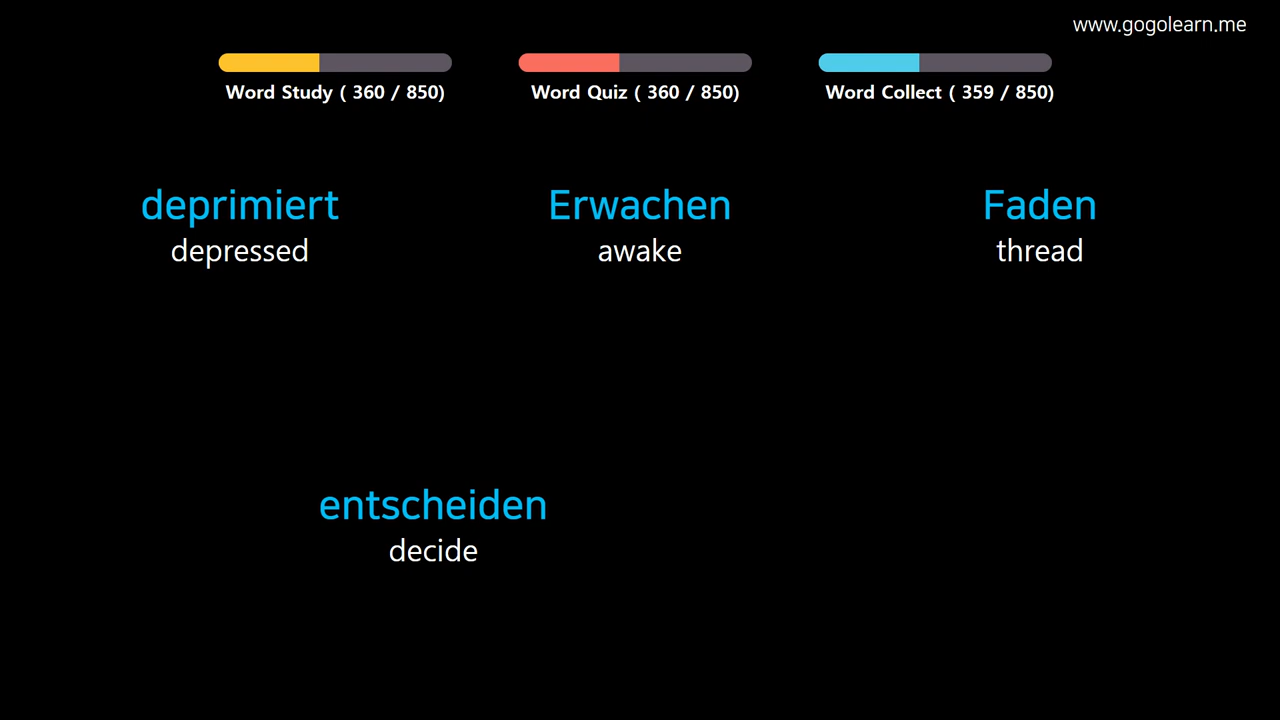 www.gogolearn.me
Word Study ( 360 / 850)
Word Quiz ( 360 / 850)
Word Collect ( 359 / 850)
deprimiert
depressed
Erwachen
awake
Faden
thread
entscheiden
decide